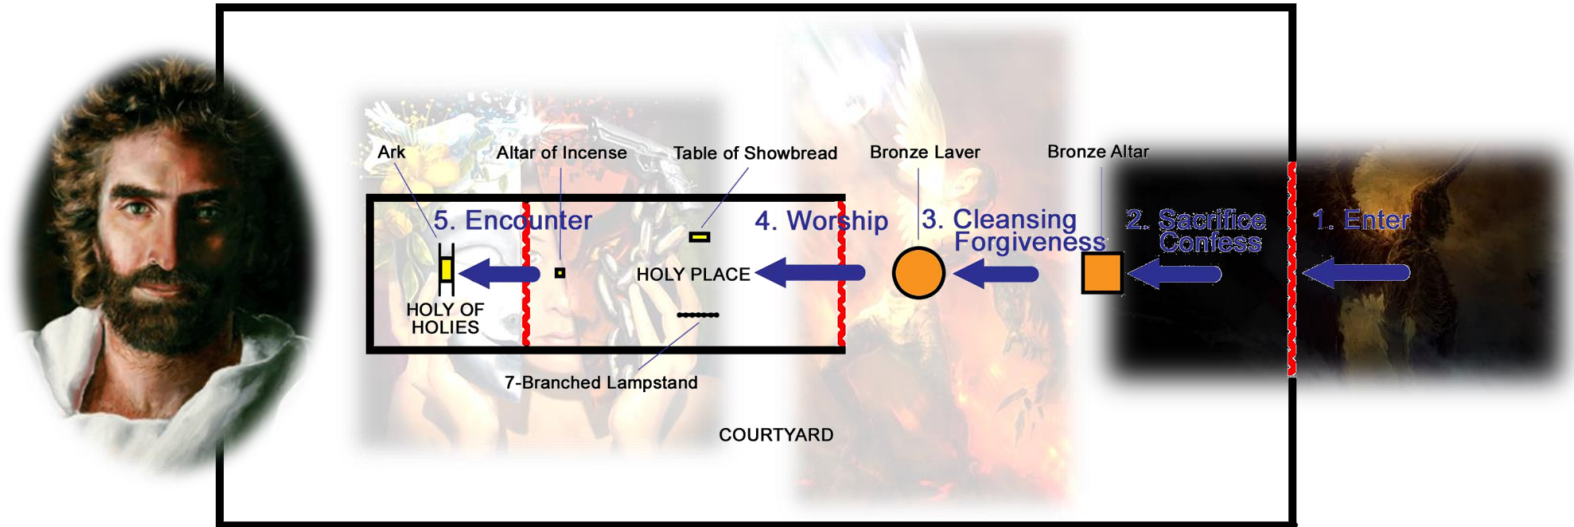 Ark
Altar of Incense
Table of Showbread
Bronze Laver
Bronze Altar
5. Encounter
4. Worship
3. Cleansing
Forgiveness
2. Sacrifice
Confess
1. Enter
HOLY PLACE
HOLY OF
HOLIES
7-Branched Lampstand
COURTYARD